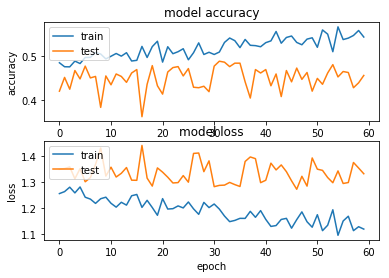 model accuracy
train
test
accuracy
0.5
0.4
0 10 20 30 40 50 60
model loss
train
test
loss
1.4
1.3
1.2
1.1
0 10 20 30 40 50 60
epoch